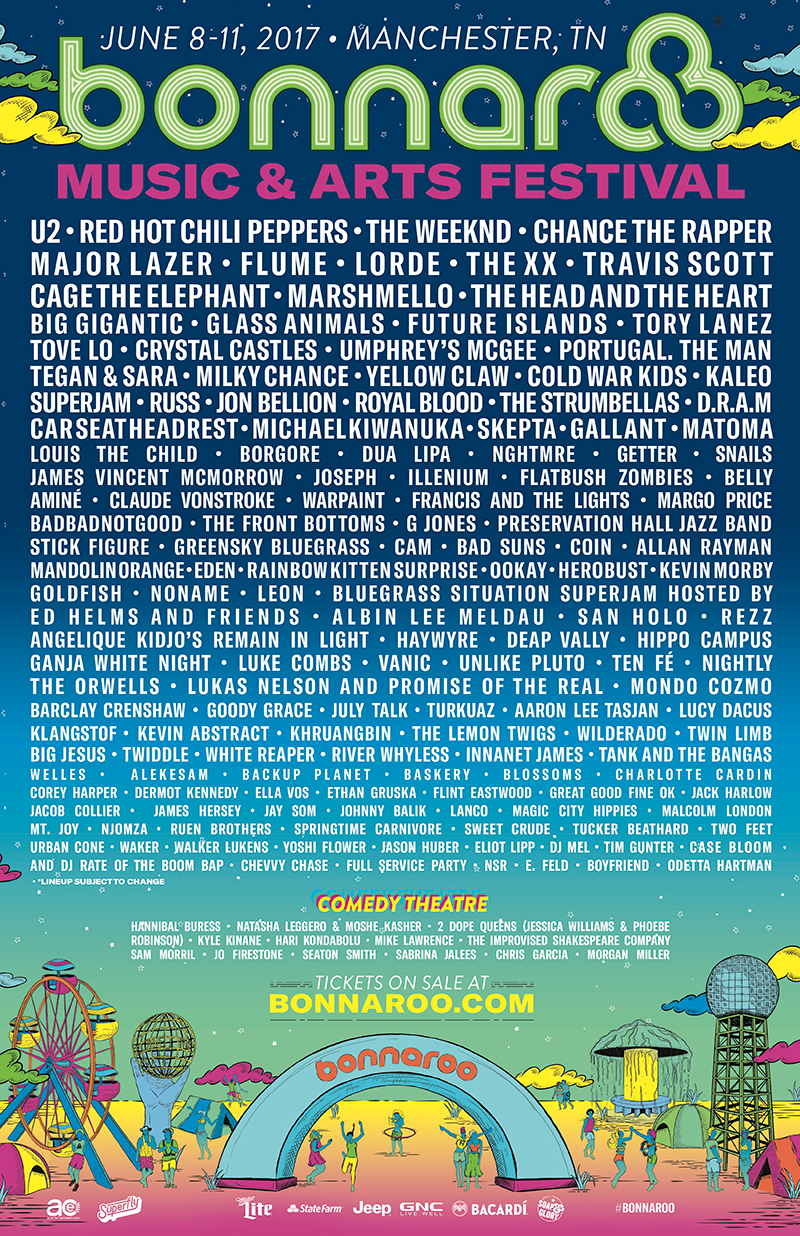 JUNE 8-11, 2017 • MANCHESTER, TN
bonnaroo
MUSIC & ARTS FESTIVAL
U2 • RED HOT CHILI PEPPERS • THE WEEKND • CHANCE THE RAPPER
MAJOR LAZER • FLUME • LORDE • THE XX • TRAVIS SCOTT
CAGE THE ELEPHANT • MARSHMELLO • THE HEAD AND THE HEART
BIG GIGANTIC • GLASS ANIMALS • FUTURE ISLANDS • TORY LANEZ
TOVE LO • CRYSTAL CASTLES • UMPHREY'S MCGEE • PORTUGAL. THE MAN
TEGAN & SARA • MILKY CHANCE • YELLOW CLAW • COLD WAR KIDS • KALEO
SUPERJAM • RUSS • JON BELLION • ROYAL BLOOD • THE STRUMBELLAS • D.R.A.M
CAR SEAT HEADREST • MICHAEL KIWANUKA • SKEPTA • GALLANT • MATOMA
LOUIS THE CHILD • BORGORE • DUA LIPA • NGHTMRE • GETTER • SNAILS
JAMES VINCENT MCMORROW • JOSEPH • ILLENIUM • FLATBUSH ZOMBIES • BELLY
AMINÉ • CLAUDE VONSTROKE • WARPAINT • FRANCIS AND THE LIGHTS • MARGO PRICE
BADBADNOTGOOD • THE FRONT BOTTOMS • G JONES • PRESERVATION HALL JAZZ BAND
STICK FIGURE • GREENSKY BLUEGRASS • CAM • BAD SUNS • COIN • ALLAN RAYMAN
MANDOLIN ORANGE • EDEN • RAINBOW KITTEN SURPRISE • OOKAY • HEROBUST • KEVIN MORBY
GOLDFISH • NONAME • LEON • BLUEGRASS SITUATION SUPERJAM HOSTED BY
ED HELMS AND FRIENDS • ALBIN LEE MELDAU • SAN HOLO • REZZ
ANGELIQUE KIDJO'S REMAIN IN LIGHT • HAYWYRE • DEAP VALLY • HIPPO CAMPUS
GANJA WHITE NIGHT • LUKE COMBS • VANIC • UNLIKE PLUTO • TEN FÉ • NIGHTLY
THE ORWELLS • LUKAS NELSON AND PROMISE OF THE REAL • MONDO COZMO
BARCLAY CRENSHAW • GOODY GRACE • JULY TALK • TURKUAZ • AARON LEE TASJAN • LUCY DACUS
KLANGSTOF • KEVIN ABSTRACT • KHRUANGBIN • THE LEMON TWIGS • WILDERADO • TWIN LIMB
BIG JESUS • TWIDDLE • WHITE REAPER • RIVER WHYLESS • INNANET JAMES • TANK AND THE BANGAS
WELLES • ALEKESAM • BACKUP PLANET • BASKERY • BLOSSOMS • CHARLOTTE CARDIN
COREY HARPER • DERMOT KENNEDY • ELLA VOS • ETHAN GRUSKA • FLINT EASTWOOD • GREAT GOOD FINE OK • JACK HARLOW
JACOB COLLIER • JAMES HERSEY • JAY SOM • JOHNNY BALIK • LANCO • MAGIC CITY HIPPIES • MALCOLM LONDON
MT. JOY • NJOMZA • RUEN BROTHERS • SPRINGTIME CARNIVORE • SWEET CRUDE • TUCKER BEATHARD • TWO FEET
URBAN CONE • WAKER • WALKER LUKENS • YOSHI FLOWER • JASON HUBER • ELIOT LIPP • DJ MEL • TIM GUNTER • CASE BLOOM
AND DJ RATE OF THE BOOM BAP • CHEVVY CHASE • FULL SERVICE PARTY • NSR • E. FELD • BOYFRIEND • ODETTA HARTMAN
*LINEUP SUBJECT TO CHANGE
COMEDY THEATRE
HANNIBAL BURESS • NATASHA LEGGERO & MOSHE KASHER • 2 DOPE QUEENS (JESSICA WILLIAMS & PHOEBE
ROBINSON) • KYLE KINANE • HARI KONDABOLU • MIKE LAWRENCE • THE IMPROVISED SHAKESPEARE COMPANY
SAM MORRIL • JO FIRESTONE • SEATON SMITH • SABRINA JALEES • CHRIS GARCIA • MORGAN MILLER
TICKETS ON SALE AT
BONNAROO.COM
bonnaroo
Superfly Miller Lite StateFarm Jeep GNC LIVE WELL BACARDÍ SOAP & GLORY #BONNAROO